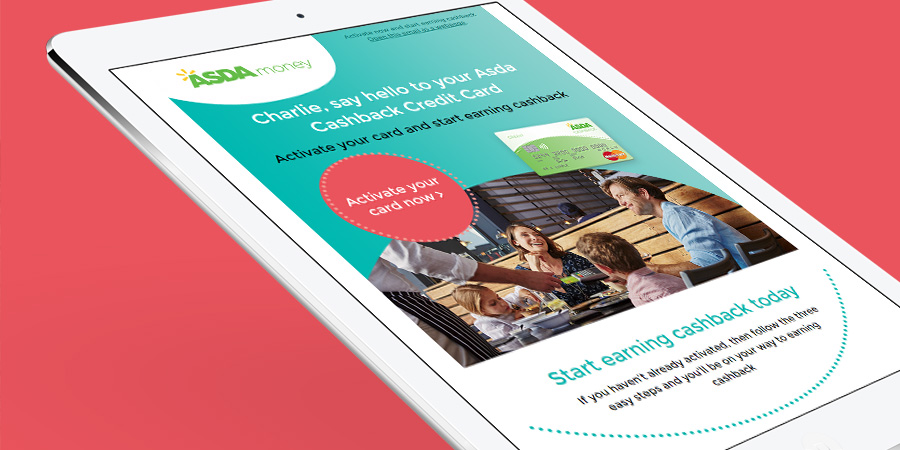 Activate now and start earning cashback
Open this email as a webpage.
ASDA money
Charlie, say hello to your Asda
Cashback Credit Card
Activate your card and start earning cashback
ASDA
Activate your
card now >
Start earning cashback today
If you haven't already activated, then follow the three
easy steps and you'll be on your way to earning
cashback